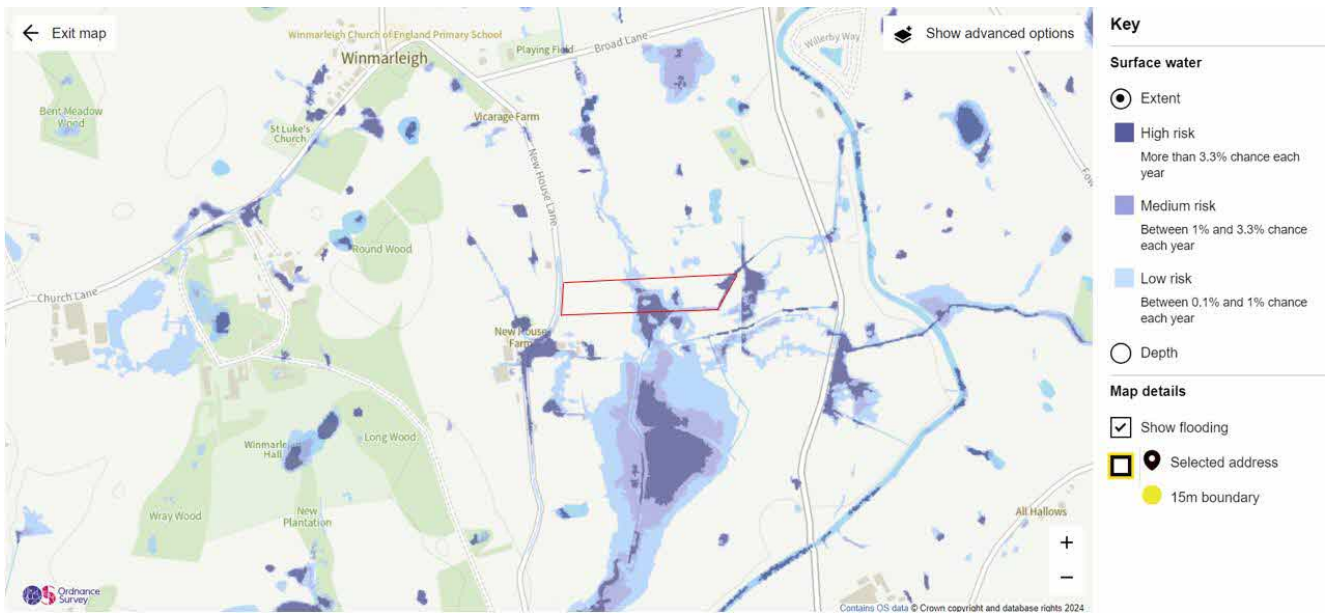 Exit map
Winmarleigh Church of England Primary School
Winmarleigh
Playing Field
Broad Lane
Willerby Way
Show advanced options
Bent Meadow
Wood
St Luke's
Church
Vicarage Farm
New House Lane
Round Wood
Church Lane
New House
Farm
Winmarleigh
Hall
Long Wood
New
Plantation
Wray Wood
All Hallows
Fow
+
−
Ordnance
Survey
Contains OS data © Crown copyright and database rights 2024
Key
Surface water
Extent
High risk
More than 3.3% chance each
year
Medium risk
Between 1% and 3.3% chance
each year
Low risk
Between 0.1% and 1% chance
each year
Depth
Map details
Show flooding
Selected address
15m boundary